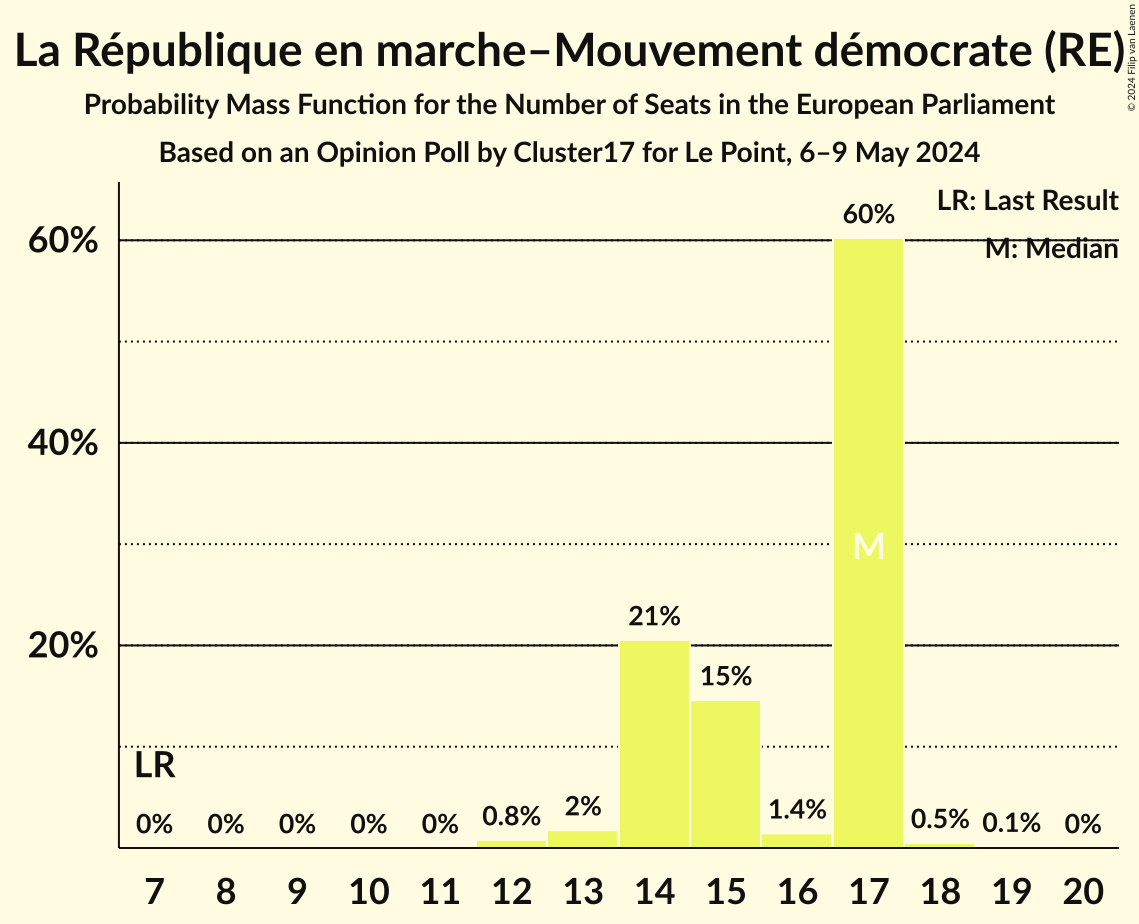 La République en marche–Mouvement démocrate (RE)
Probability Mass Function for the Number of Seats in the European Parliament
Based on an Opinion Poll by Cluster17 for Le Point, 6–9 May 2024
© 2024 Filip van Laenen
LR: Last Result
M: Median
60%
40%
20%
LR
M
0% 0% 0% 0% 0% 0.8% 2% 21% 15% 1.4% 60% 0.5% 0.1% 0%
7 8 9 10 11 12 13 14 15 16 17 18 19 20